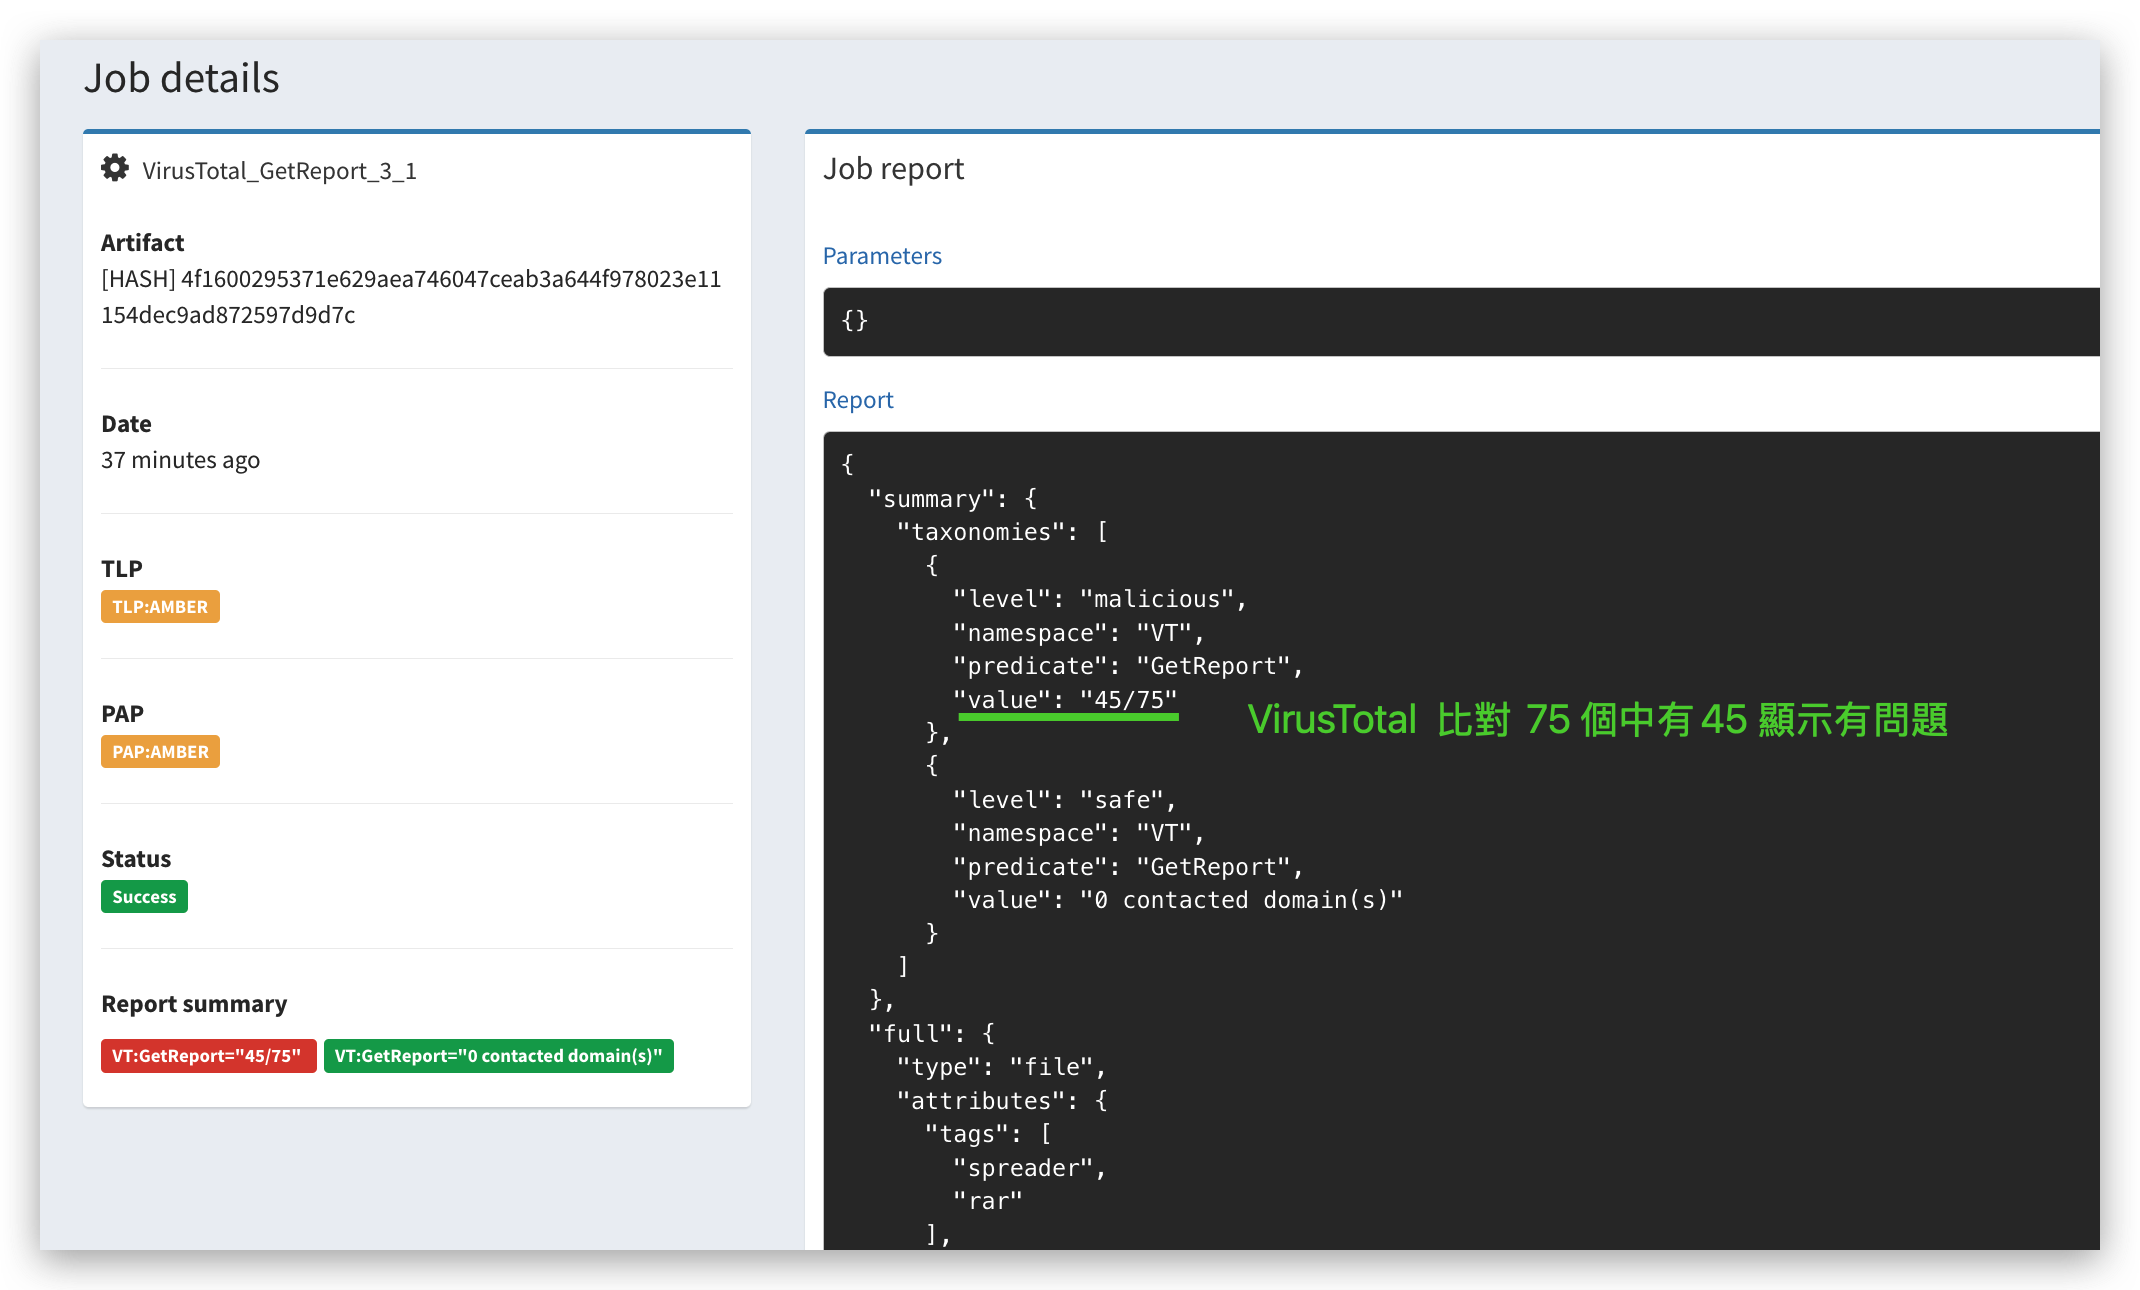 Job details
VirusTotal_GetReport_3_1
Artifact
[HASH] 4f1600295371e629aea746047ceab3a644f978023e11
154dec9ad872597d9d7c
Date
37 minutes ago
TLP
TLP:AMBER
PAP
PAP:AMBER
Status
Success
Report summary
VT:GetReport="45/75"
VT:GetReport="0 contacted domain(s)"
Job report
Parameters
{}
Report
{
"summary": {
"taxonomies": [
{
"level": "malicious",
"namespace": "VT",
"predicate": "GetReport",
"value": "45/75"
VirusTotal 比對 75 個中有 45 顯示有問題
},
{
"level": "safe",
"namespace": "VT",
"predicate": "GetReport",
"value": "0 contacted domain(s)"
}
]
},
"full": {
"type": "file",
"attributes": {
"tags": [
"spreader",
"rar"
],